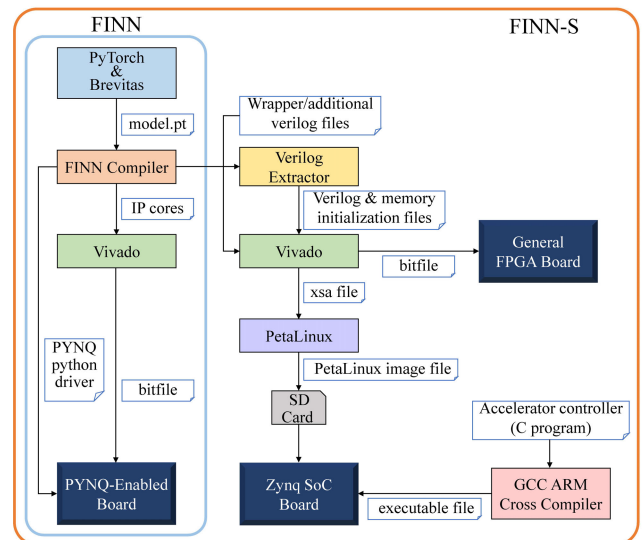 FINN
FINN-S
PyTorch
&
Brevitas
model.pt
Wrapper/additional
verilog files
FINN Compiler
Verilog
Extractor
IP cores
Verilog & memory
initialization files
Vivado
Vivado
bitfile
General
FPGA Board
xsa file
PetaLinux
PYNQ
python
driver
bitfile
PetaLinux image file
SD
Card
Accelerator controller
(C program)
PYNQ-Enabled
Board
Zynq SoC
Board
executable file
GCC ARM
Cross Compiler